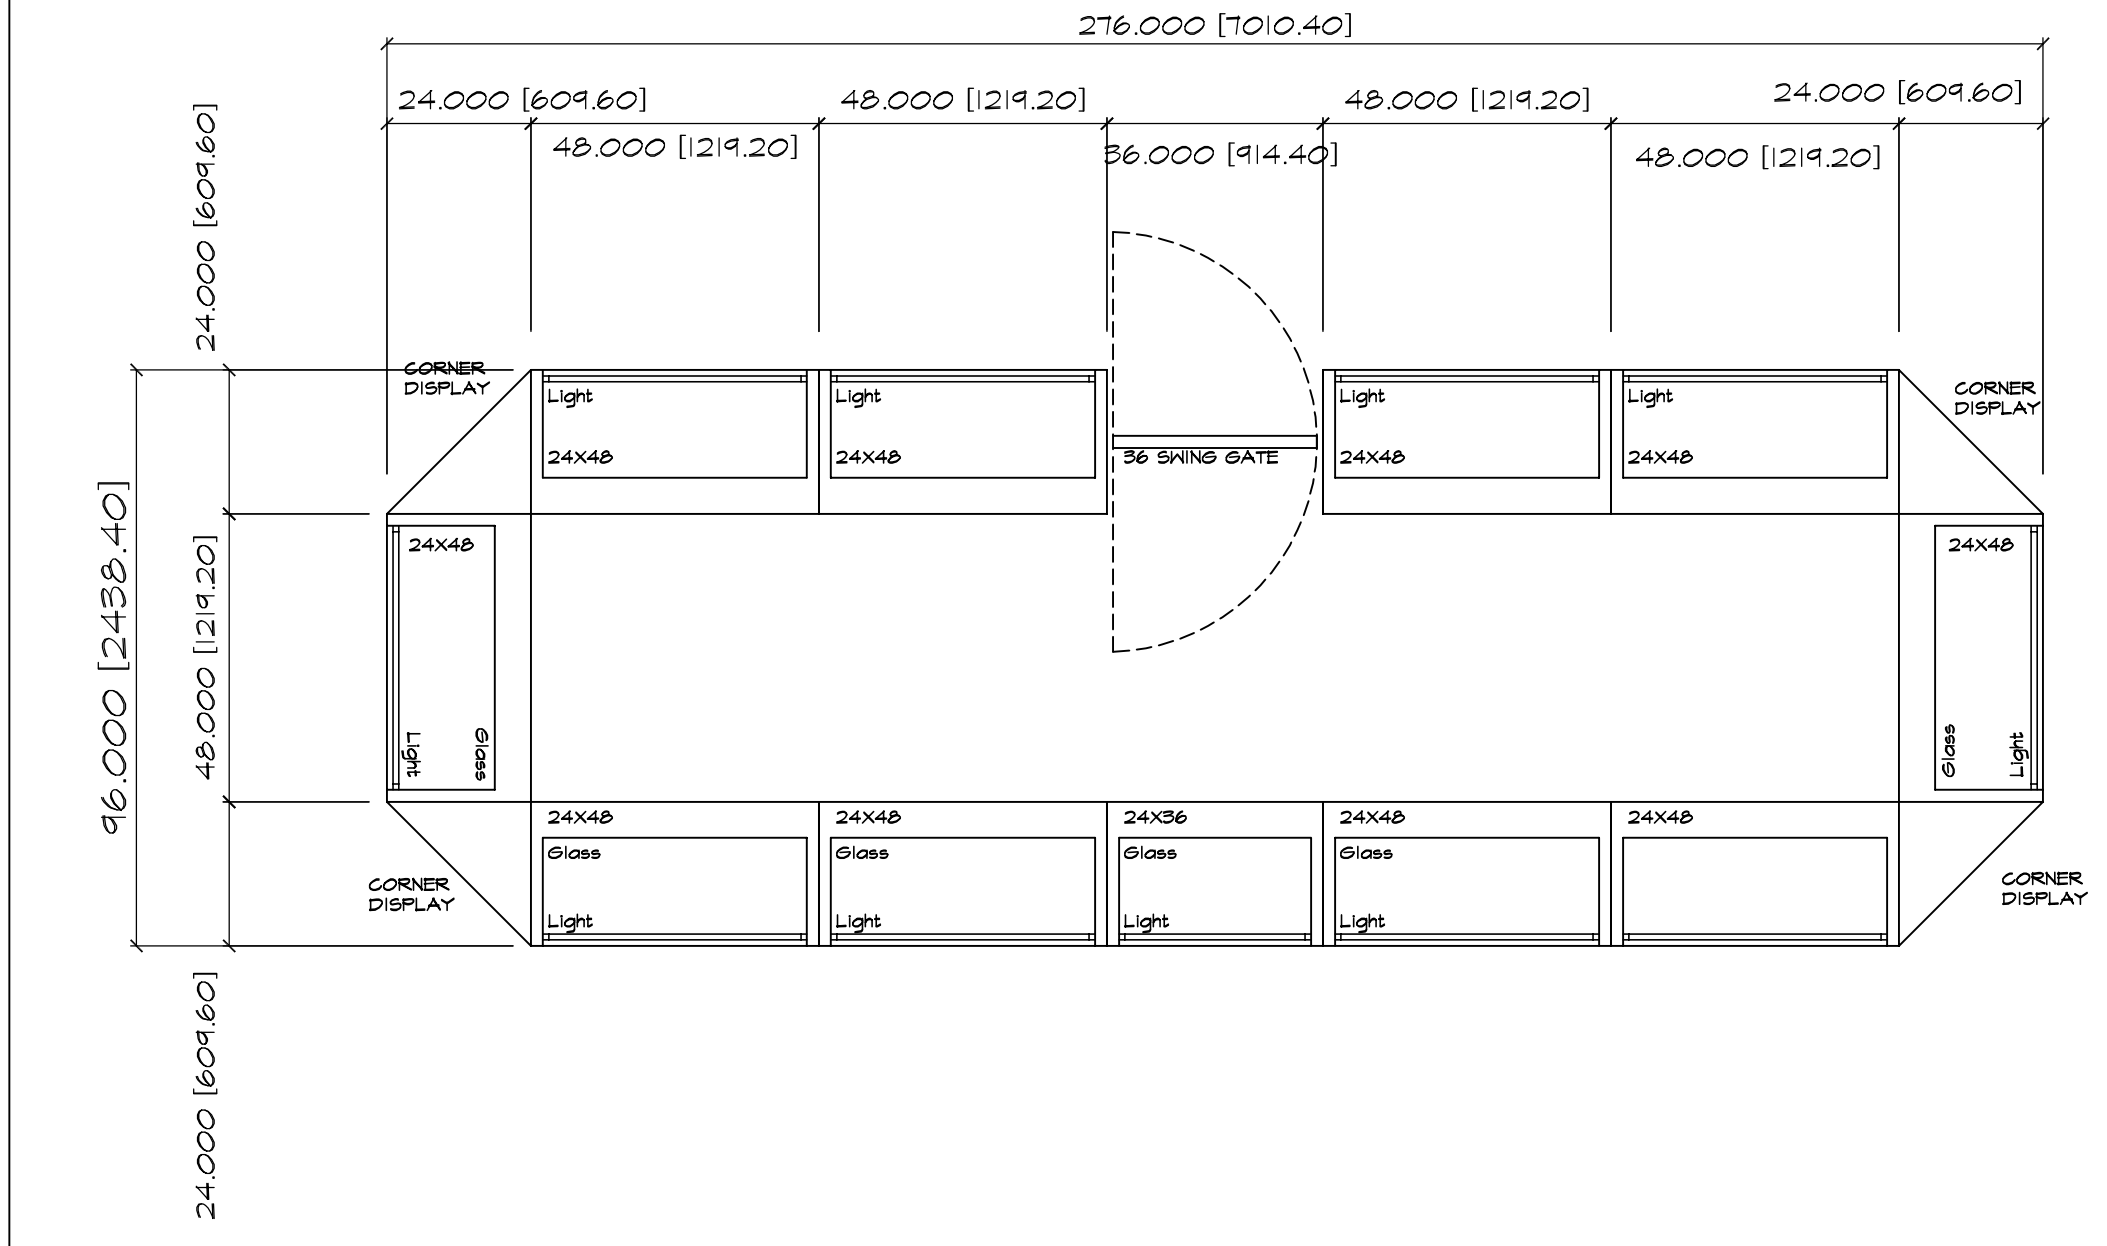 276.000 [7010.40]
24.000 [609.60]
48.000 [1219.20]
48.000 [1219.20]
24.000 [609.60]
48.000 [1219.20]
36.000 [914.40]
48.000 [1219.20]
24.000 [609.60]
96.000 [2438.40]
48.000 [1219.20]
24.000 [609.60]
CORNER
DISPLAY
Light
24X48
Light
24X48
36 SWING GATE
Light
24X48
Light
24X48
CORNER
DISPLAY
24X48
Light
Glass
24X48
Glass
Light
CORNER
DISPLAY
24X48
Glass
Light
24X48
Glass
Light
24X36
Glass
Light
24X48
Glass
Light
24X48
CORNER
DISPLAY